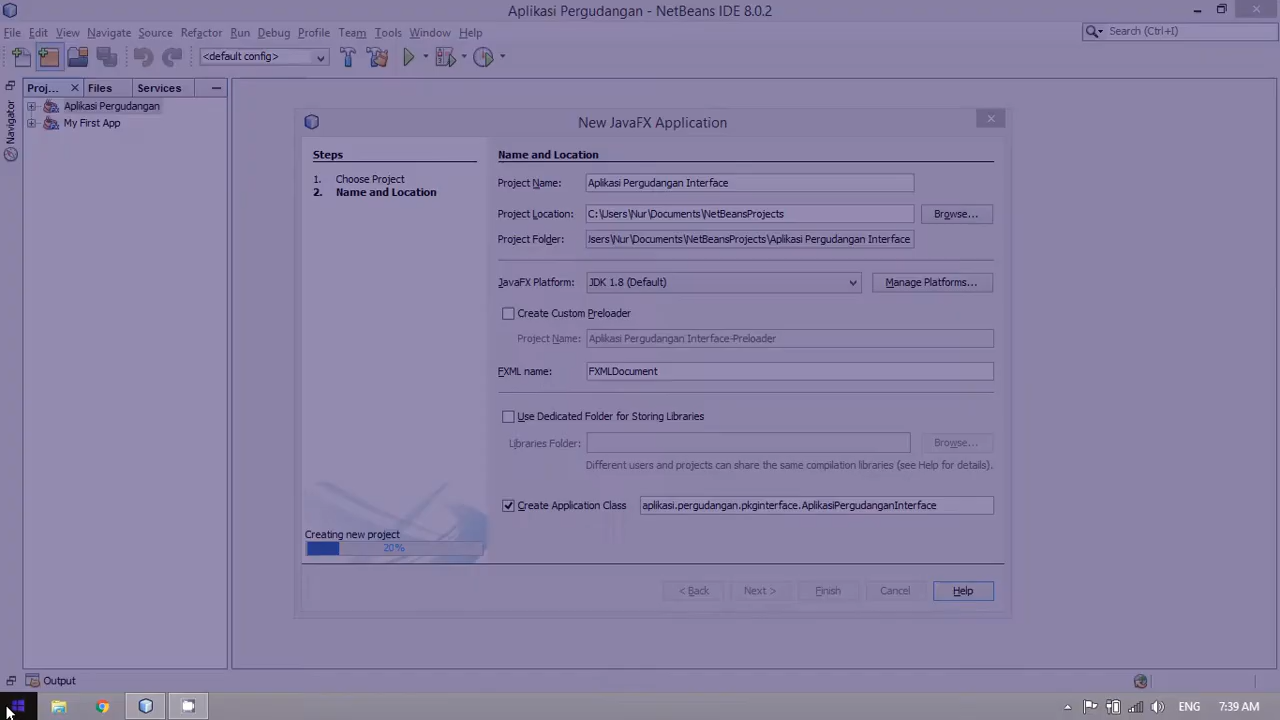 Aplikasi Pergudangan - NetBeans IDE 8.0.2
File Edit View Navigate Source Refactor Run Debug Profile Team Tools Window Help
Search (Ctrl+I)
<default config>
Proj... Files Services
Navigator
Aplikasi Pergudangan
My First App
New JavaFX Application
Steps
1. Choose Project
2. Name and Location
Name and Location
Project Name: Aplikasi Pergudangan Interface
Project Location: C:\Users\Nur\Documents\NetBeansProjects Browse...
Project Folder: Jsers\Nur\Documents\NetBeansProjects\Aplikasi Pergudangan Interface
JavaFX Platform: JDK 1.8 (Default) Manage Platforms...
Create Custom Preloader
Project Name: Aplikasi Pergudangan Interface-Preloader
FXML name: FXMLDocument
Use Dedicated Folder for Storing Libraries
Libraries Folder: Browse...
Different users and projects can share the same compilation libraries (see Help for details).
Create Application Class aplikasi.pergudangan.pkginterface.AplikasiPergudanganInterface
Creating new project
20%
< Back Next > Finish Cancel Help
Output
ENG 7:39 AM